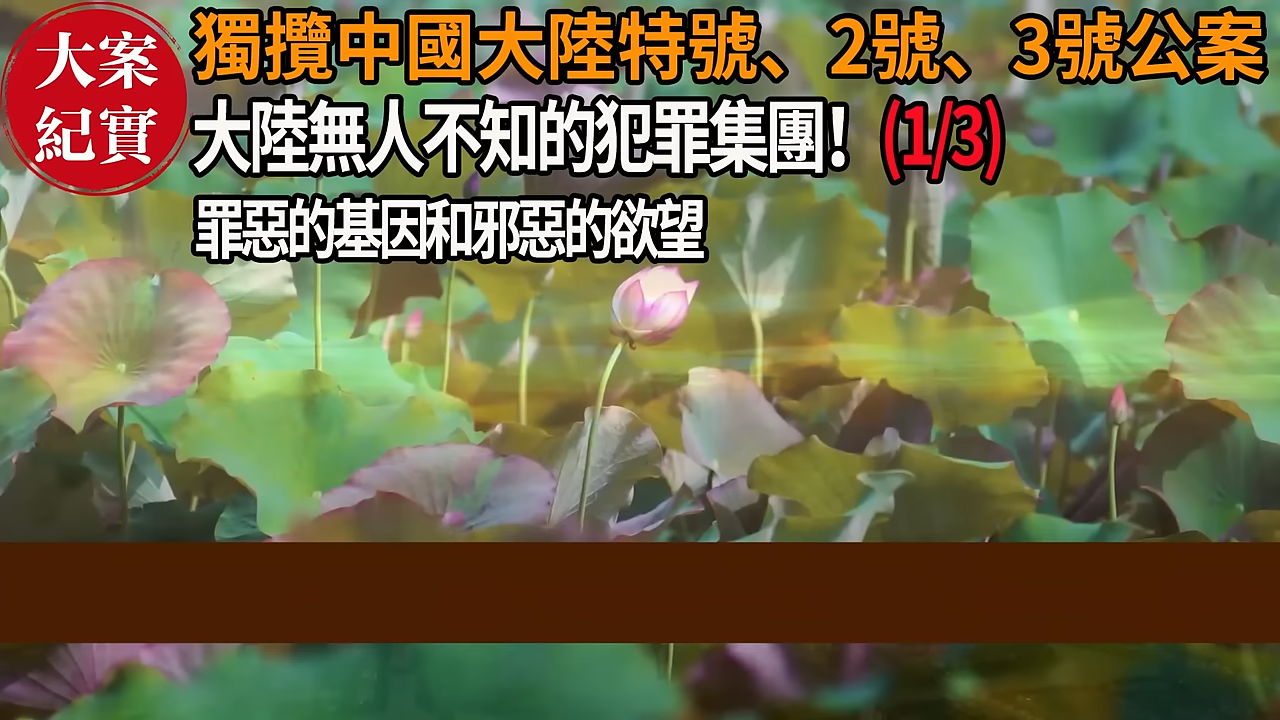 大案
紀實
獨攬中國大陸特號、2號、3號公案
大陸無人不知的犯罪集團！(1/3)
罪惡的基因和邪惡的欲望